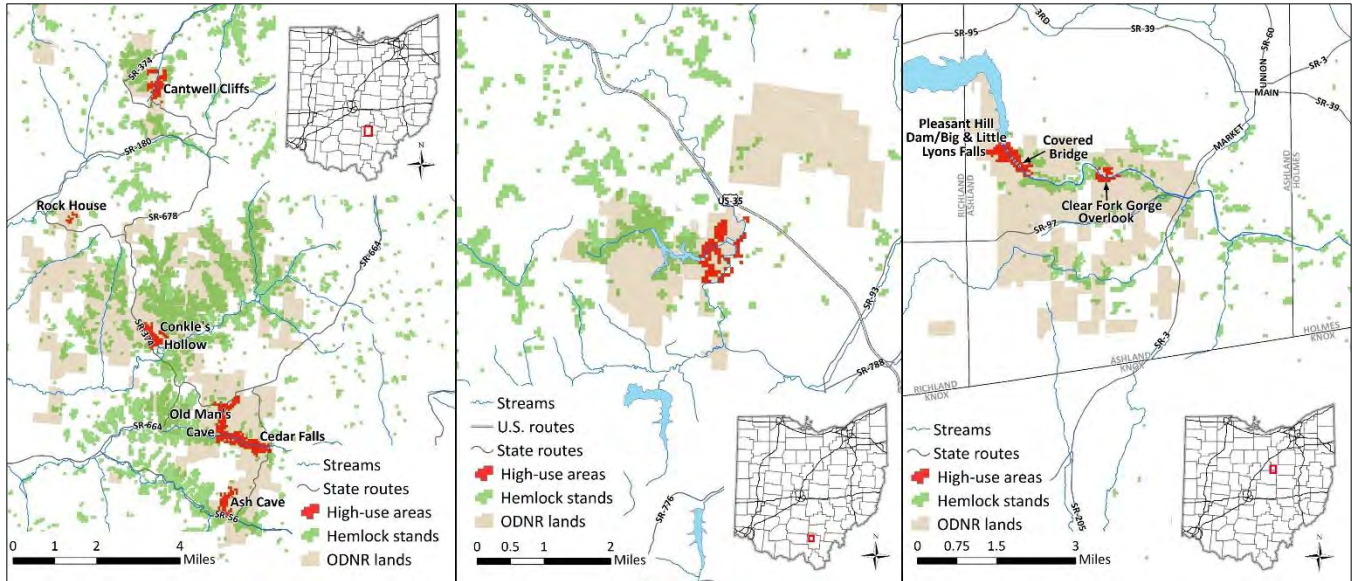 SR-374
Cantwell Cliffs
SR-180
Rock House
SR-678
SR-664
Conkle's
Hollow
SR-374
Old Man's
Cave
SR-664
Cedar Falls
Ash Cave
SR-56
Streams
State routes
High-use areas
Hemlock stands
ODNR lands
0 1 2 4
Miles
N
US-35
SR-93
SR-788
SR-776
Streams
U.S. routes
State routes
High-use areas
Hemlock stands
ODNR lands
0 0.5 1 2
Miles
N
SR-95
3RD
SR-39
UNION
SR-60
SR-3
MAIN
SR-39
MARKET
Pleasant Hill
Dam/Big & Little
Lyons Falls
Covered
Bridge
Clear Fork Gorge
Overlook
RICHLAND
ASHLAND
ASHLAND
HOLMES
SR-97
SR-3
HOLMES
KNOX
ASHLAND
KNOX
RICHLAND
KNOX
SR-205
Streams
State routes
High-use areas
Hemlock stands
ODNR lands
0 0.75 1.5 3
Miles
N